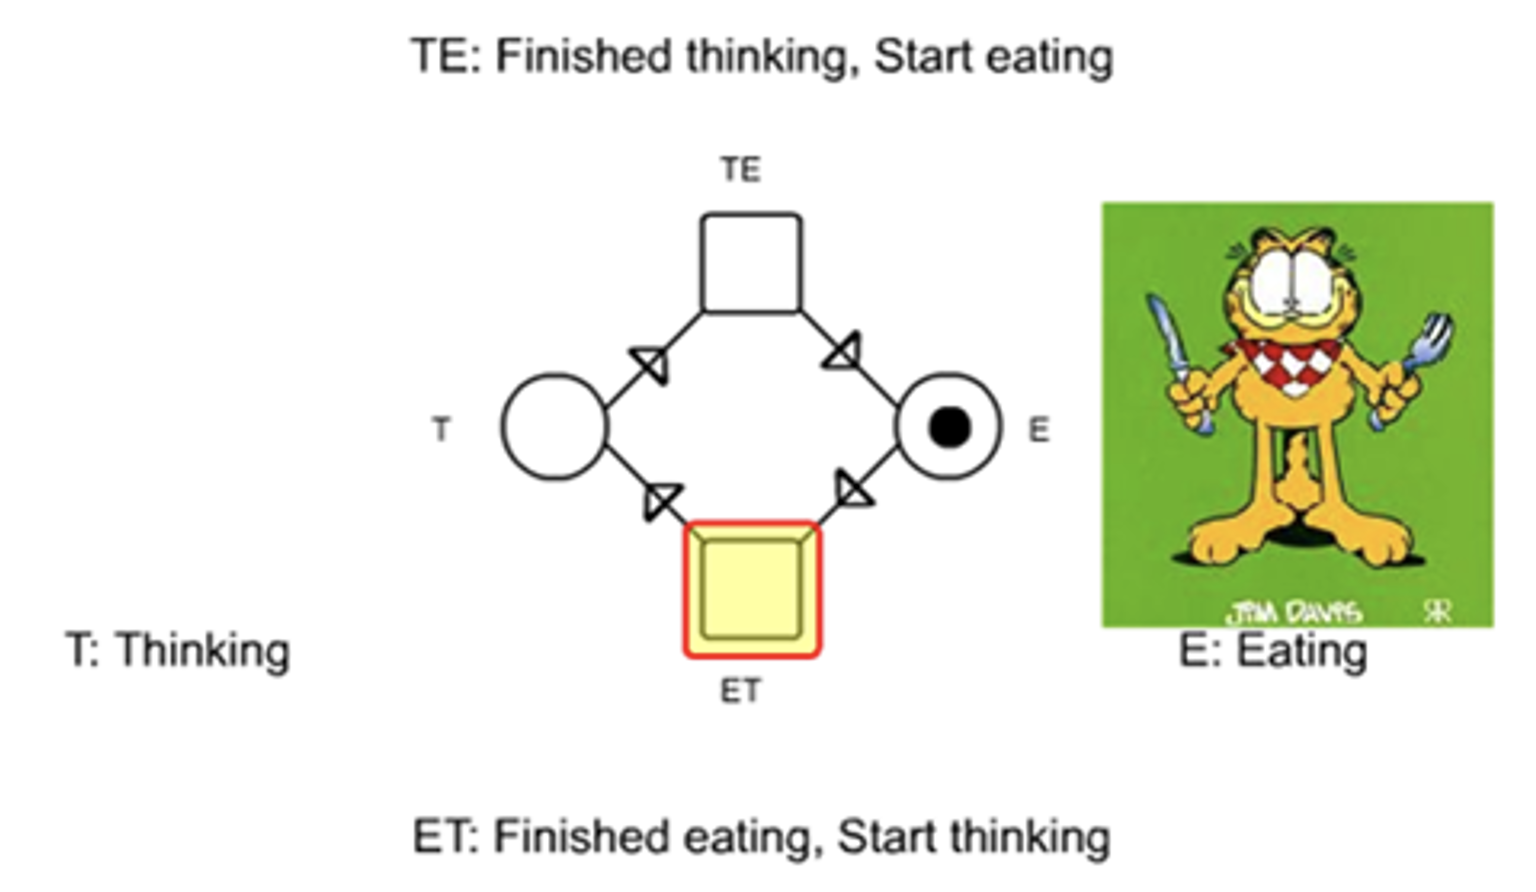 TE: Finished thinking, Start eating
TE
T
E
JIM DAVIS
T: Thinking
E: Eating
ET
ET: Finished eating, Start thinking